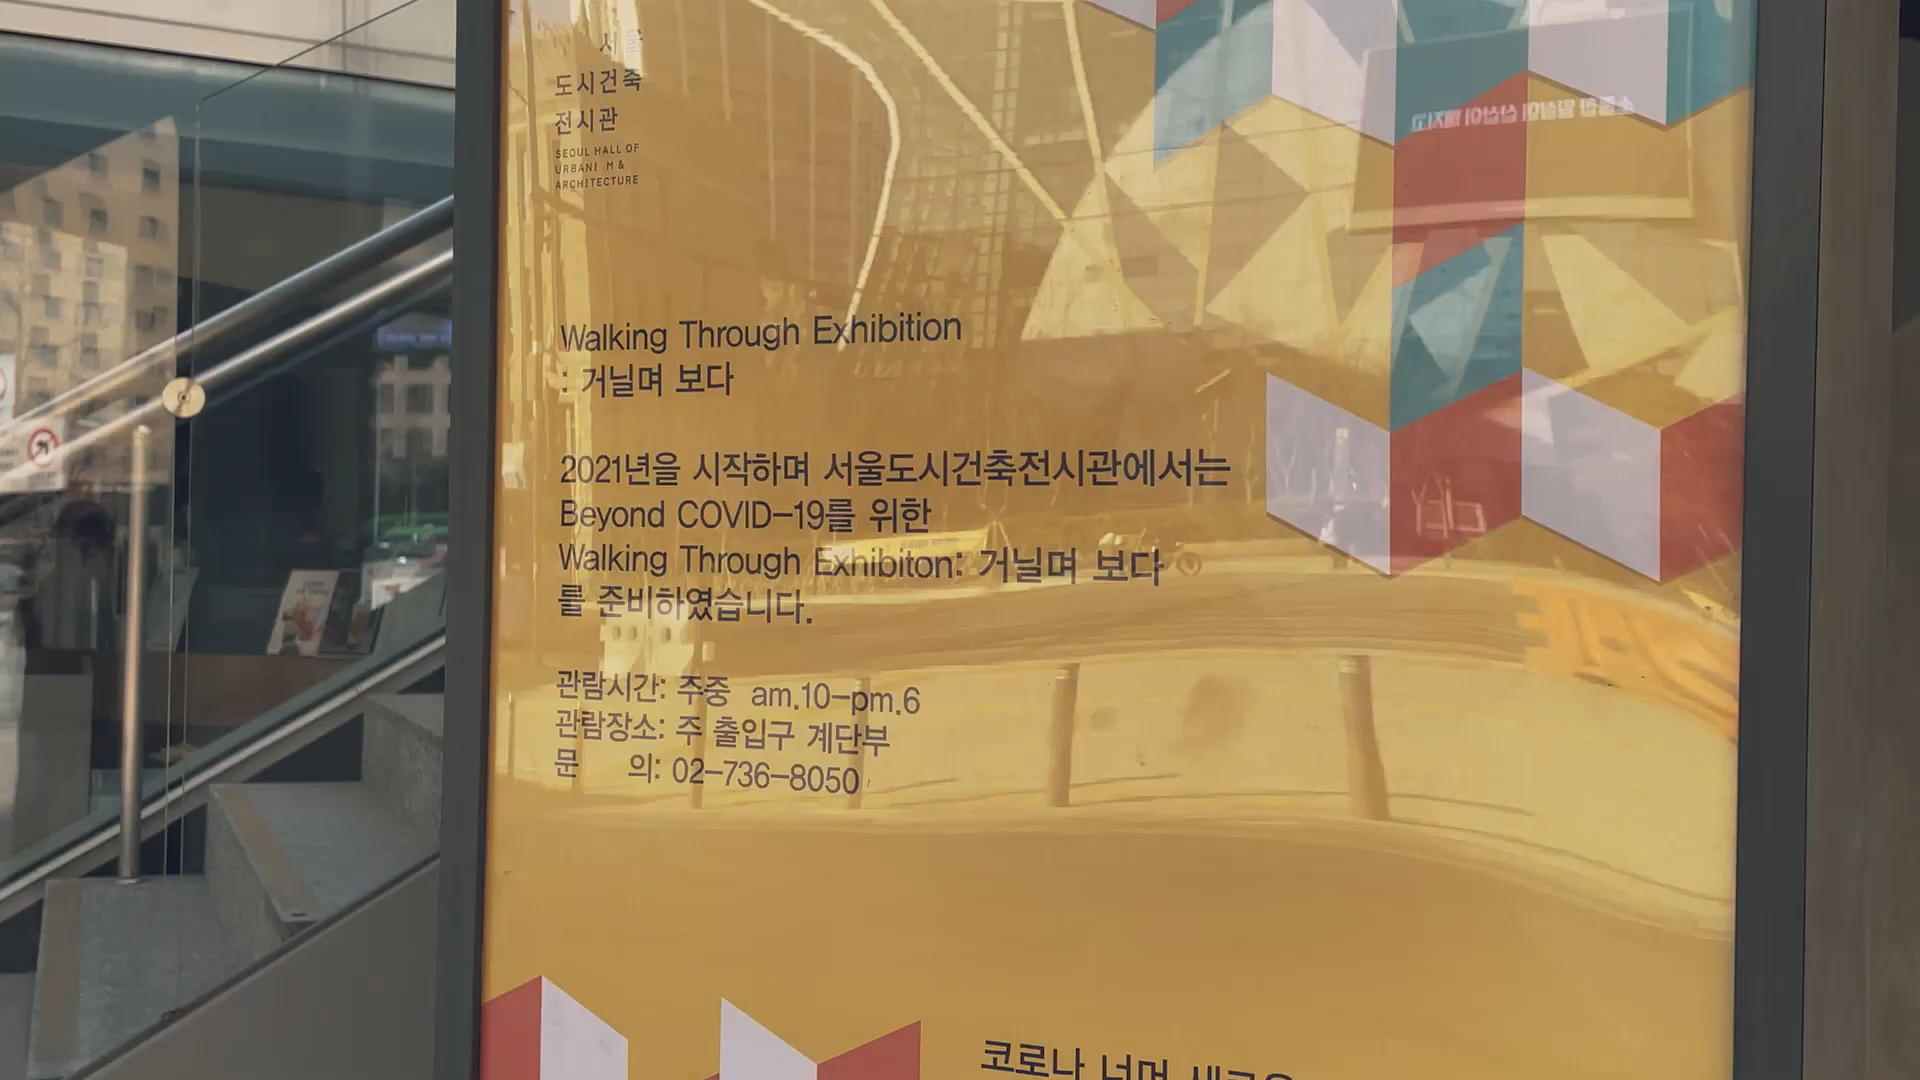 서울
도시건축
전시관
SEOUL HALL OF
URBANI M &
ARCHITECTURE
Walking Through Exhibition
: 거닐며 보다
2021년을 시작하며 서울도시건축전시관에서는
Beyond COVID-19를 위한
Walking Through Exhibiton: 거닐며 보다
를 준비하였습니다.
관람시간: 주중 am.10-pm.6
관람장소: 주 출입구 계단부
문 의: 02-736-8050
코로나 너머 새로운